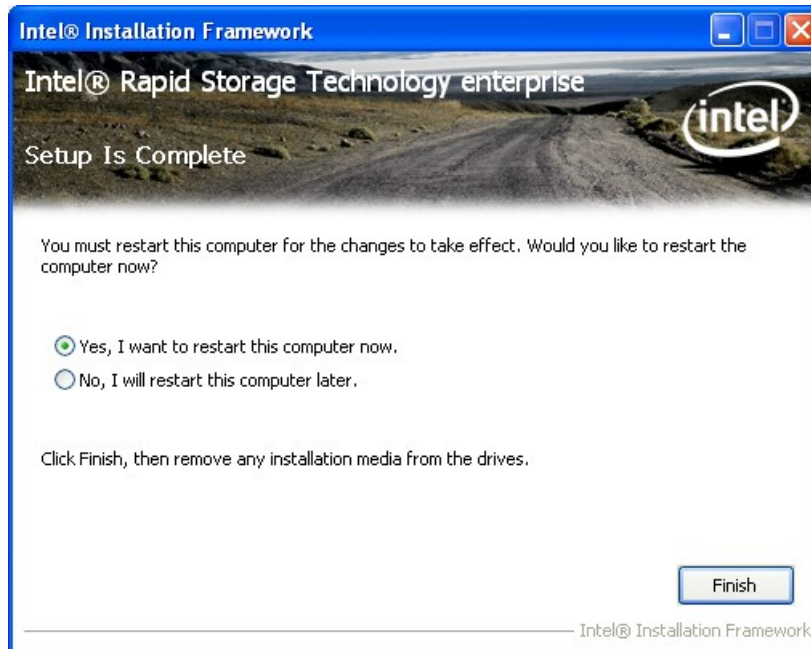 Intel® Installation Framework
Intel® Rapid Storage Technology enterprise
intel
Setup Is Complete
You must restart this computer for the changes to take effect. Would you like to restart the
computer now?
Yes, I want to restart this computer now.
No, I will restart this computer later.
Click Finish, then remove any installation media from the drives.
Finish
Intel® Installation Framework